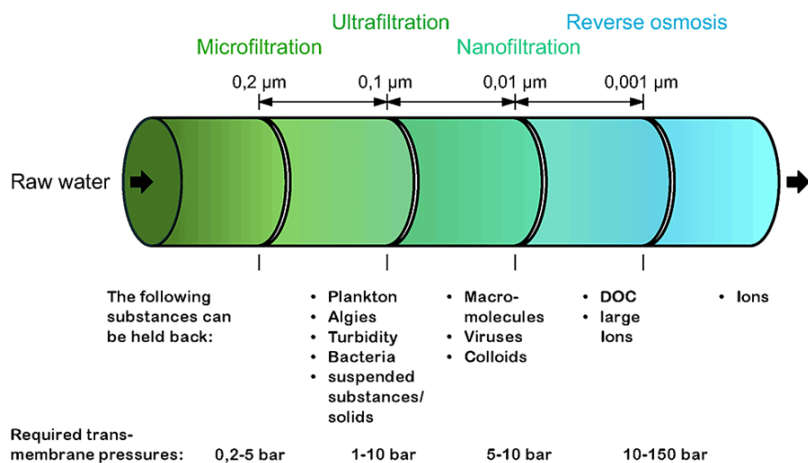 Ultrafiltration
Reverse osmosis
Microfiltration
Nanofiltration
0,2 µm
0,1 µm
0,01 µm
0,001 µm
Raw water
The following
substances can
be held back:
• Plankton
• Algies
• Turbidity
• Bacteria
• suspended
substances/
solids
• Macro-
molecules
• Viruses
• Colloids
• DOC
• large
Ions
• Ions
Required trans-
membrane pressures:
0,2-5 bar
1-10 bar
5-10 bar
10-150 bar